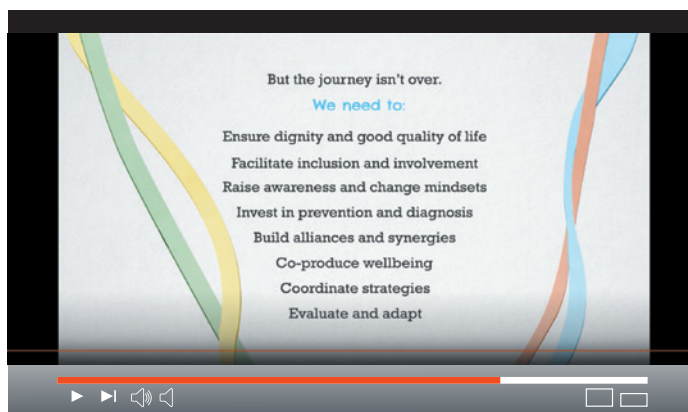 But the journey isn't over.
We need to:
Ensure dignity and good quality of life
Facilitate inclusion and involvement
Raise awareness and change mindsets
Invest in prevention and diagnosis
Build alliances and synergies
Co-produce wellbeing
Coordinate strategies
Evaluate and adapt